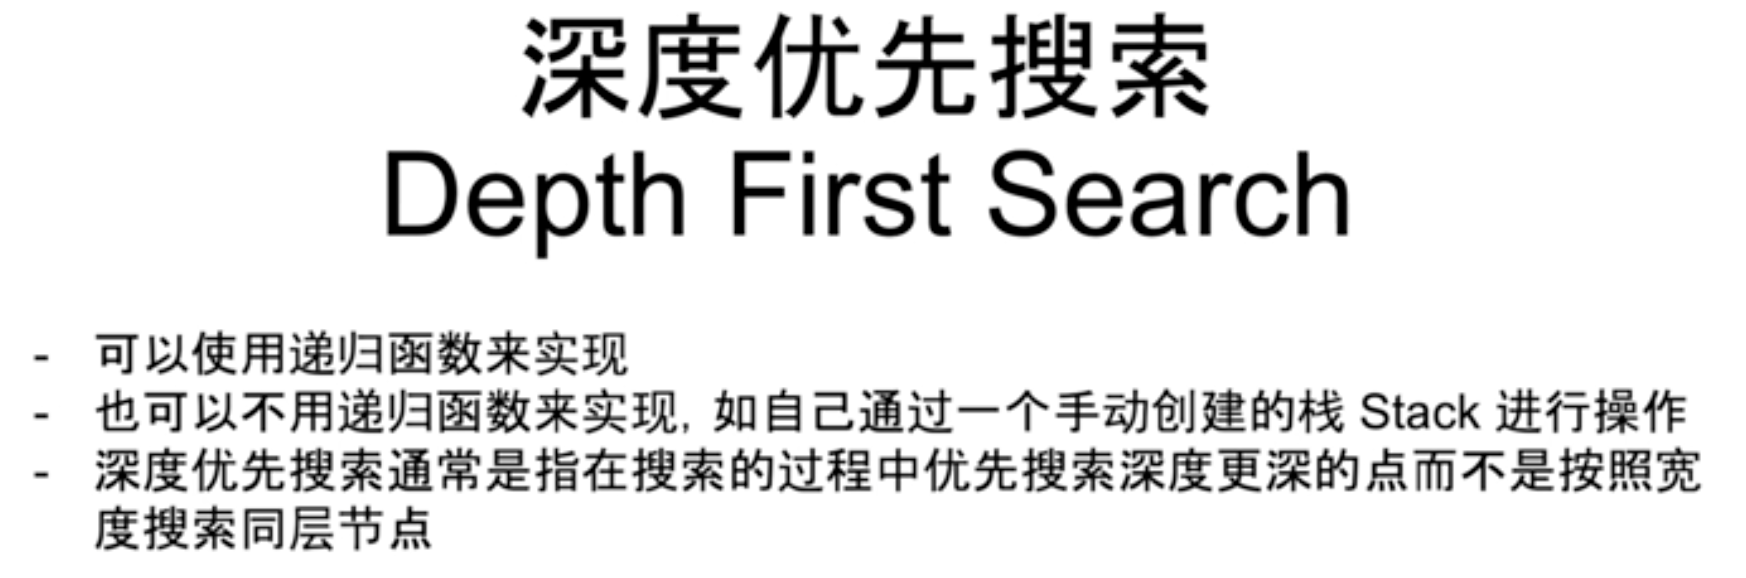 深度优先搜索
Depth First Search
- 可以使用递归函数来实现
- 也可以不用递归函数来实现，如自己通过一个手动创建的栈 Stack 进行操作
- 深度优先搜索通常是指在搜索的过程中优先搜索深度更深的点而不是按照宽
度搜索同层节点